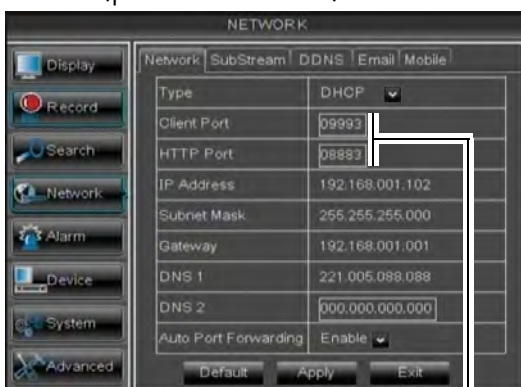 NETWORK
Display
Record
Search
Network
Alarm
Device
System
Advanced
Network SubStream DDNS Email Mobile
Type DHCP
Client Port 09993
HTTP Port 08883
IP Address 192.168.001.102
Subnet Mask 255.255.255.000
Gateway 192.168.001.001
DNS 1 221.005.088.088
DNS 2 000.000.000.000
Auto Port Forwarding Enable
Default Apply Exit